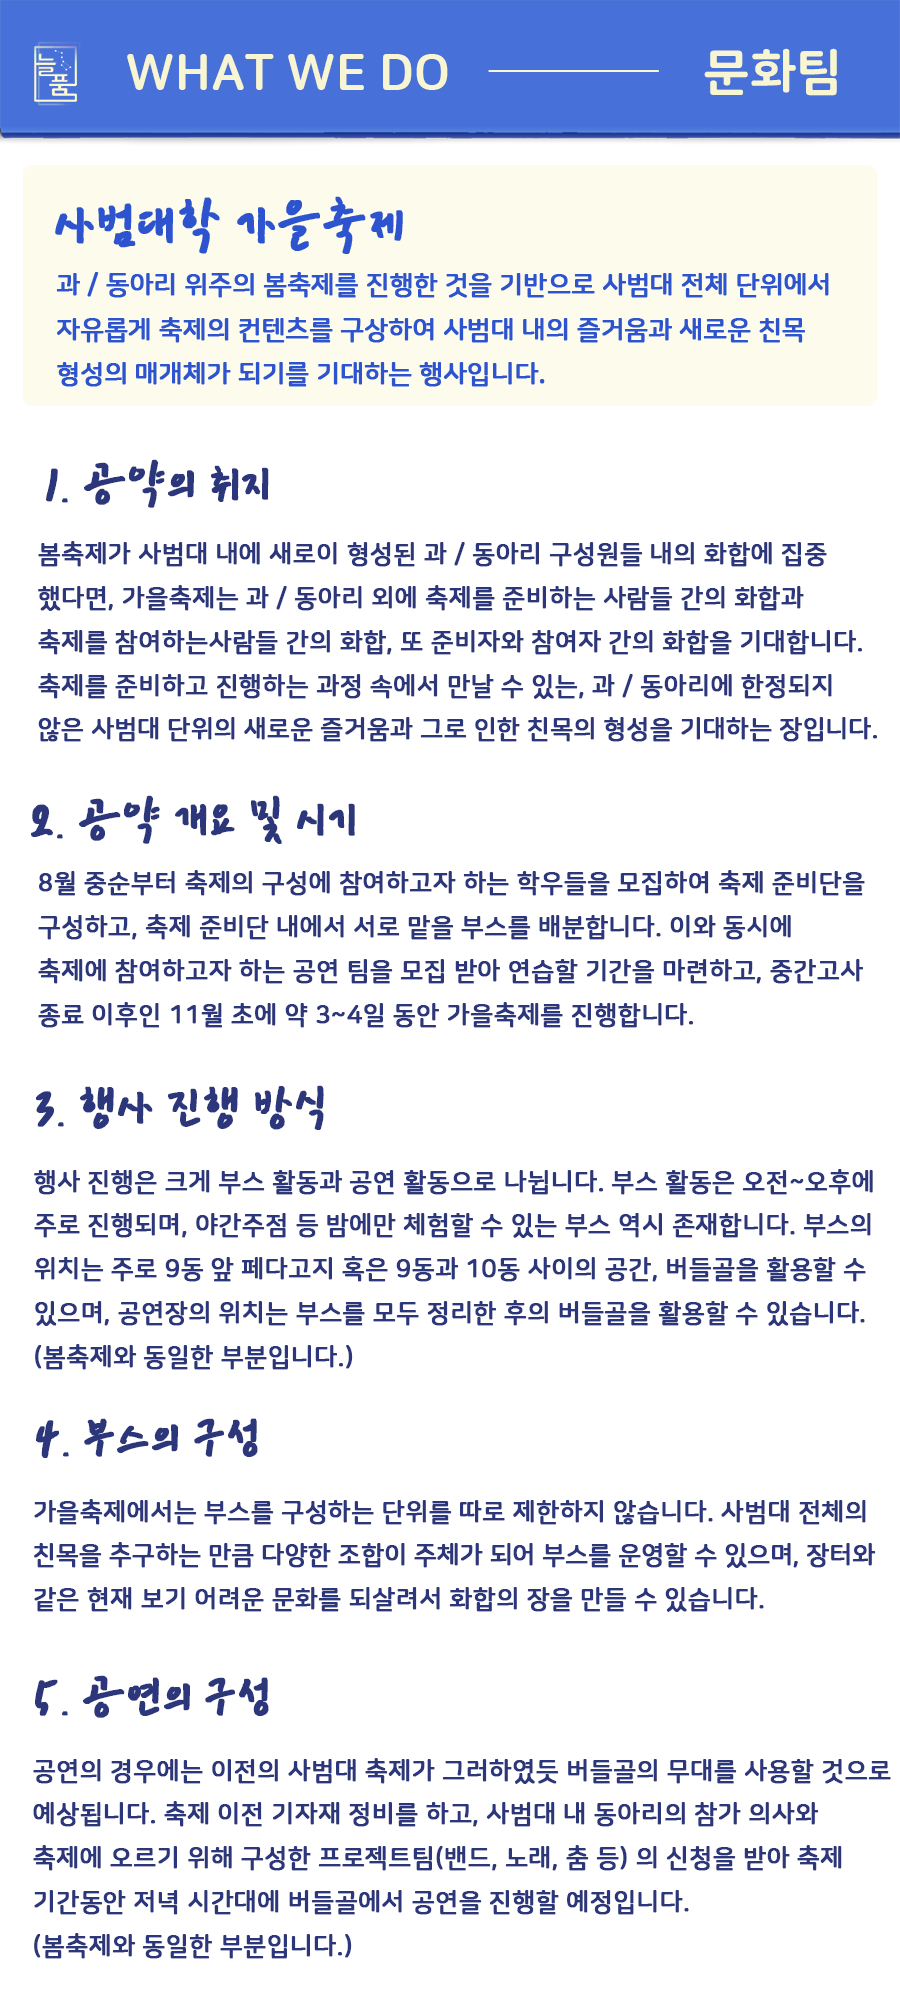 늘품
WHAT WE DO
문화팀
사범대학 가을축제
과 / 동아리 위주의 봄축제를 진행한 것을 기반으로 사범대 전체 단위에서
자유롭게 축제의 컨텐츠를 구상하여 사범대 내의 즐거움과 새로운 친목
형성의 매개체가 되기를 기대하는 행사입니다.
1. 공약의 취지
봄축제가 사범대 내에 새로이 형성된 과 / 동아리 구성원들 내의 화합에 집중
했다면, 가을축제는 과 / 동아리 외에 축제를 준비하는 사람들 간의 화합과
축제를 참여하는사람들 간의 화합, 또 준비자와 참여자 간의 화합을 기대합니다.
축제를 준비하고 진행하는 과정 속에서 만날 수 있는, 과 / 동아리에 한정되지
않은 사범대 단위의 새로운 즐거움과 그로 인한 친목의 형성을 기대하는 장입니다.
2. 공약 개요 및 시기
8월 중순부터 축제의 구성에 참여하고자 하는 학우들을 모집하여 축제 준비단을
구성하고, 축제 준비단 내에서 서로 맡을 부스를 배분합니다. 이와 동시에
축제에 참여하고자 하는 공연 팀을 모집 받아 연습할 기간을 마련하고, 중간고사
종료 이후인 11월 초에 약 3~4일 동안 가을축제를 진행합니다.
3. 행사 진행 방식
행사 진행은 크게 부스 활동과 공연 활동으로 나뉩니다. 부스 활동은 오전~오후에
주로 진행되며, 야간주점 등 밤에만 체험할 수 있는 부스 역시 존재합니다. 부스의
위치는 주로 9동 앞 페다고지 혹은 9동과 10동 사이의 공간, 버들골을 활용할 수
있으며, 공연장의 위치는 부스를 모두 정리한 후의 버들골을 활용할 수 있습니다.
(봄축제와 동일한 부분입니다.)
4. 부스의 구성
가을축제에서는 부스를 구성하는 단위를 따로 제한하지 않습니다. 사범대 전체의
친목을 추구하는 만큼 다양한 조합이 주체가 되어 부스를 운영할 수 있으며, 장터와
같은 현재 보기 어려운 문화를 되살려서 화합의 장을 만들 수 있습니다.
5. 공연의 구성
공연의 경우에는 이전의 사범대 축제가 그러하였듯 버들골의 무대를 사용할 것으로
예상됩니다. 축제 이전 기자재 정비를 하고, 사범대 내 동아리의 참가 의사와
축제에 오르기 위해 구성한 프로젝트팀(밴드, 노래, 춤 등) 의 신청을 받아 축제
기간동안 저녁 시간대에 버들골에서 공연을 진행할 예정입니다.
(봄축제와 동일한 부분입니다.)